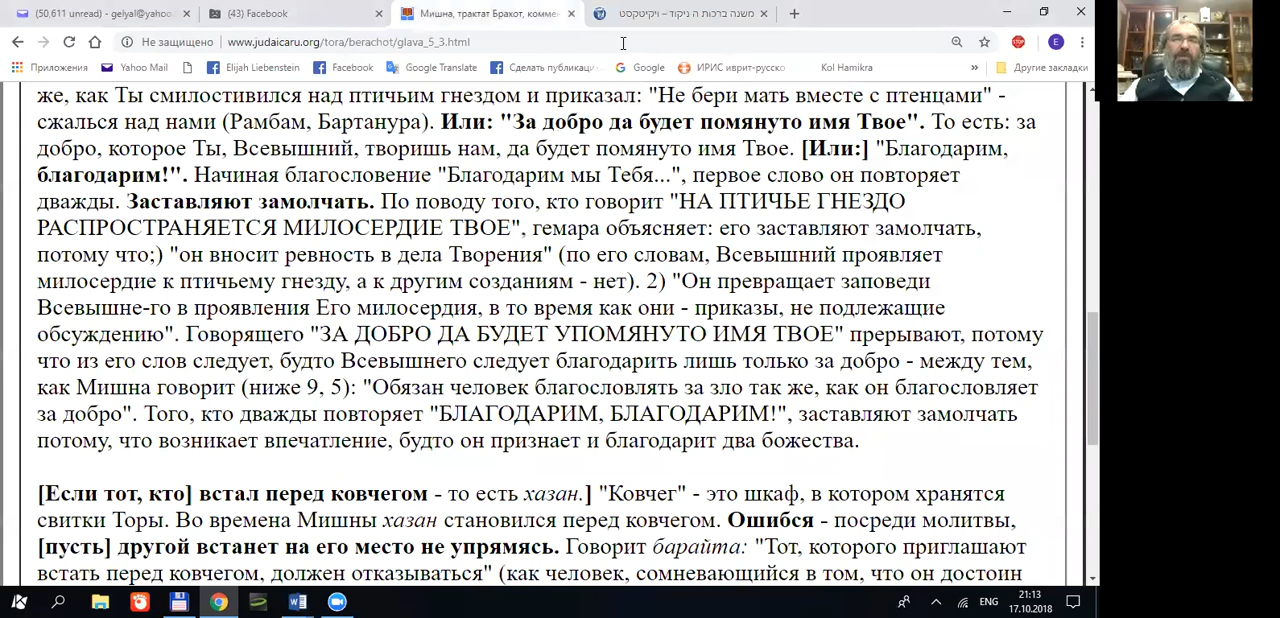 (50,611 unread) - gelyal@yahoo
(43) Facebook
Мишна, трактат Бракот, комме
משנה ברכות ה ניקוד – ויקיטקסט
Не защищено
www.judaicaru.org/tora/berachot/glava_5_3.html
E
Приложения
Yahoo Mail
Elijah Liebenstein
Facebook
Google Translate
Сделать публикаци
Google
ИРИС иврит-русско
Kol Hamikra
»
Другие закладки
же, как Ты смилостивился над птичьим гнездом и приказал: "Не бери мать вместе с птенцами" -
сжалься над нами (Рамбам, Бартанура). Или: "За добро да будет помянуто имя Твое". То есть: за
добро, которое Ты, Всевышний, творишь нам, да будет помянуто имя Твое. [Или:] "Благодарим,
благодарим!". Начиная благословение "Благодарим мы Тебя...", первое слово он повторяет
дважды. Заставляют замолчать. По поводу того, кто говорит "НА ПТИЧЬЕ ГНЕЗДО
РАСПРОСТРАНЯЕТСЯ МИЛОСЕРДИЕ ТВОЕ", гемара объясняет: его заставляют замолчать,
потому что;) "он вносит ревность в дела Творения" (по его словам, Всевышний проявляет
милосердие к птичьему гнезду, а к другим созданиям - нет). 2) "Он превращает заповеди
Всевышне-го в проявления Его милосердия, в то время как они - приказы, не подлежащие
обсуждению". Говорящего "ЗА ДОБРО ДА БУДЕТ УПОМЯНУТО ИМЯ ТВОЕ" прерывают, потому
что из его слов следует, будто Всевышнего следует благодарить лишь только за добро - между тем,
как Мишна говорит (ниже 9, 5): "Обязан человек благословлять за зло так же, как он благословляет
за добро". Того, кто дважды повторяет "БЛАГОДАРИМ, БЛАГОДАРИМ!", заставляют замолчать
потому, что возникает впечатление, будто он признает и благодарит два божества.
[Если тот, кто] встал перед ковчегом - то есть хазан.] "Ковчег" - это шкаф, в котором хранятся
свитки Торы. Во времена Мишны хазан становился перед ковчегом. Ошибся - посреди молитвы,
[пусть] другой встанет на его место не упрямясь. Говорит барайта: "Тот, которого приглашают
встать перед ковчегом, должен отказываться" (как человек, сомневающийся в том, что он достоин
ENG
21:13
17.10.2018